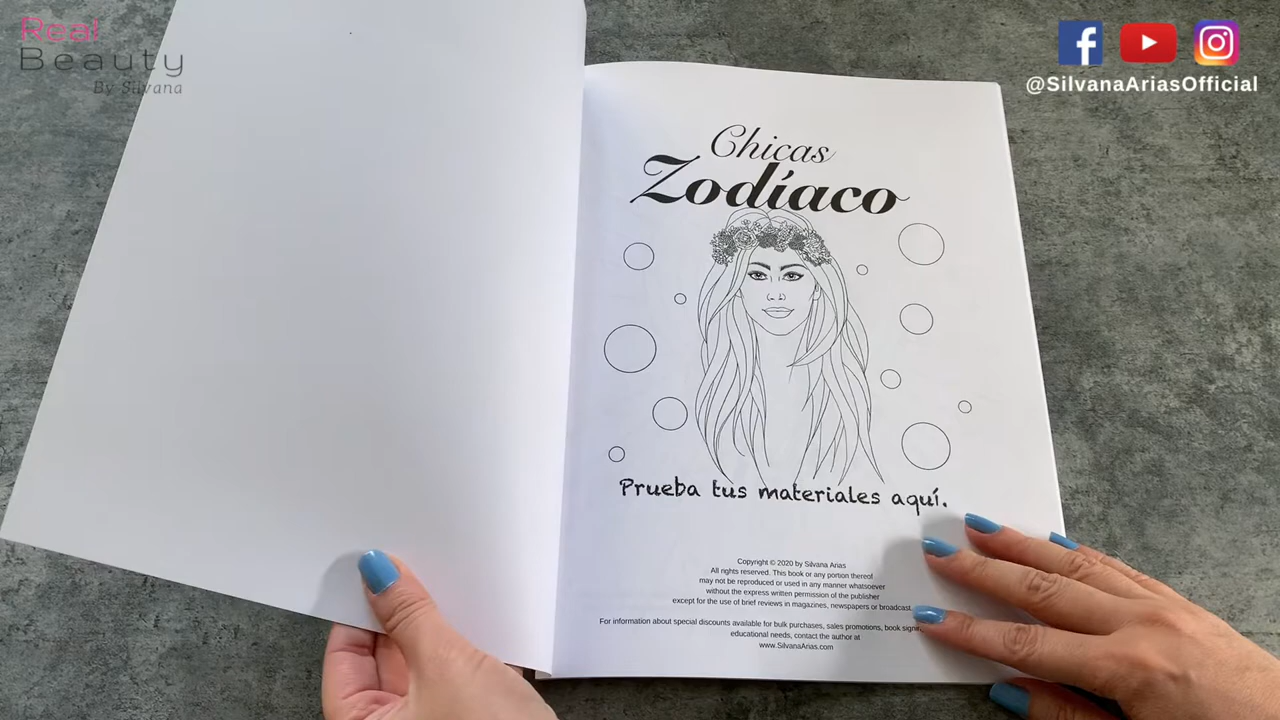 Real
Beauty
By Silvana
@SilvanaAriasOfficial
Chicas
Zodíaco
Prueba tus materiales aquí.
Copyright © 2020 by Silvana Arias
All rights reserved. This book or any portion thereof
may not be reproduced or used in any manner whatsoever
without the express written permission of the publisher
except for the use of brief reviews in magazines, newspapers or broadcast.
For information about special discounts available for bulk purchases, sales promotions, book
educational needs, contact the author at
www.SilvanaArias.com